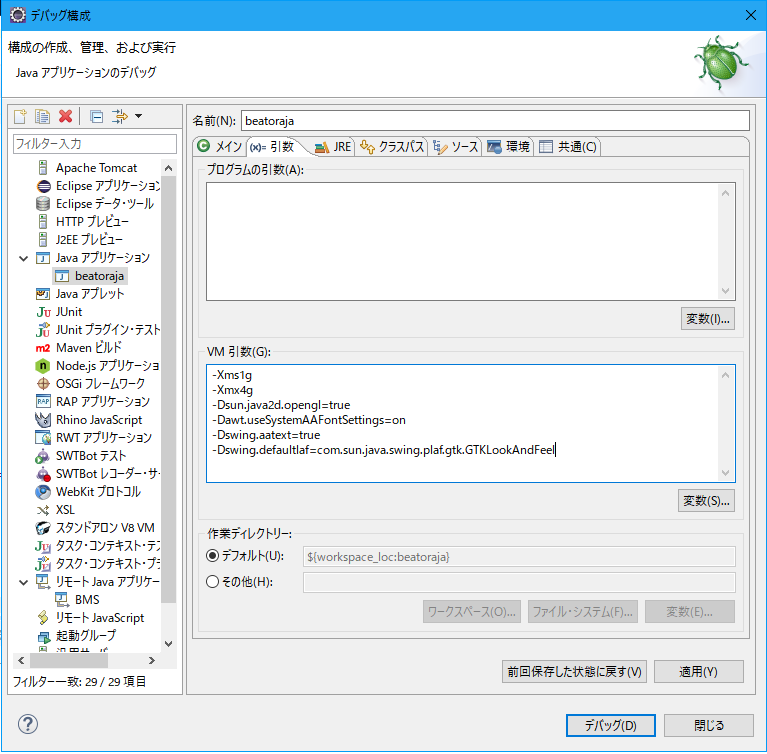 デバッグ構成
構成の作成、管理、および実行
Java アプリケーションのデバッグ
フィルター入力
Apache Tomcat
Eclipse アプリケーション
Eclipse データ・ツール
HTTP プレビュー
J2EE プレビュー
Java アプリケーション
beatoraja
Java アプレット
JUnit
JUnit プラグイン・テスト
Maven ビルド
Node.js アプリケーショ
OSGi フレームワーク
RAP アプリケーション
Rhino JavaScript
RWT アプリケーション
SWTBot テスト
SWTBot レコーダー・サー
WebKit プロトコル
XSL
スタンドアロン V8 VM
タスク・コンテキスト・テス
タスク・コンテキスト・プラ
リモート Java アプリケー
BMS
リモート JavaScript
起動グループ
フィルター一致: 29 / 29 項目
名前(N):
beatoraja
メイン
(x)= 引数
JRE
クラスパス
ソース
環境
共通(C)
プログラムの引数(A):
変数(I)...
VM 引数(G):
-Xms1g
-Xmx4g
-Dsun.java2d.opengl=true
-Dawt.useSystemAAFontSettings=on
-Dswing.aatext=true
-Dswing.defaultlaf=com.sun.java.swing.plaf.gtk.GTKLookAndFeel
変数(S)...
作業ディレクトリー:
デフォルト(U):
${workspace_loc:beatoraja}
その他(H):
ワークスペース(O)...
ファイル・システム(F)...
変数(E)...
前回保存した状態に戻す(V)
適用(Y)
デバッグ(D)
閉じる